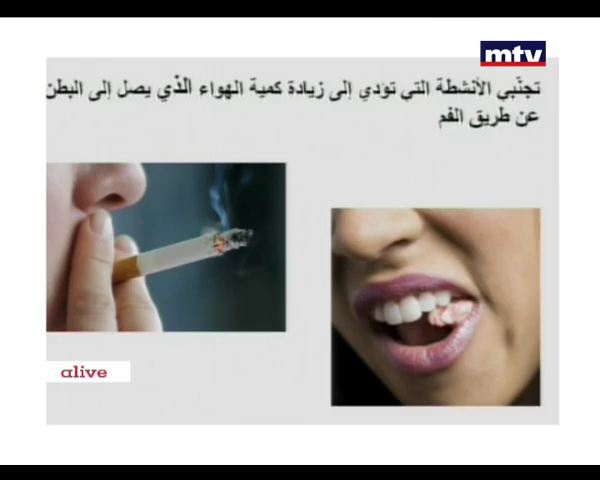 mtv
تجنّبي الأنشطة التي تؤدي إلى زيادة كمية الهواء الذي يصل إلى البطن
عن طريق الفم
alive